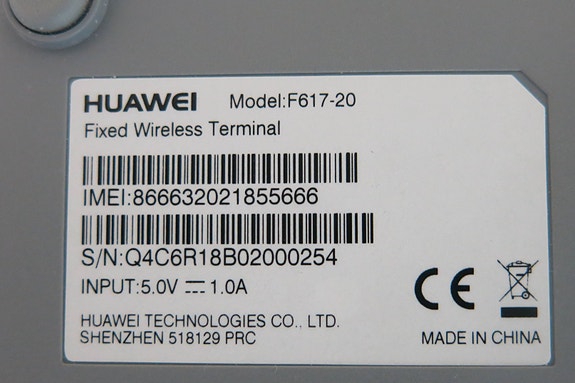 HUAWEI Model:F617-20
Fixed Wireless Terminal
IMEI:866632021855666
S/N:Q4C6R18B02000254
INPUT:5.0V ⎓ 1.0A
CE
HUAWEI TECHNOLOGIES CO., LTD.
SHENZHEN 518129 PRC
MADE IN CHINA